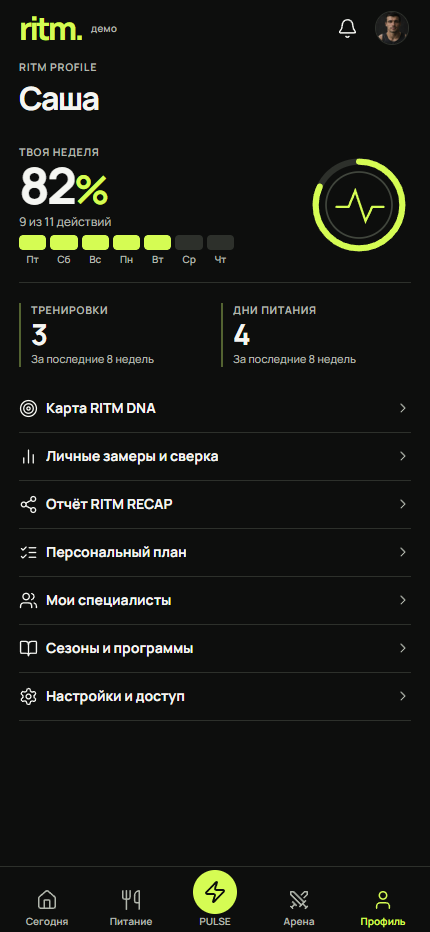 ritm. демо
RITM PROFILE
Саша
ТВОЯ НЕДЕЛЯ
82%
9 из 11 действий
Пт Сб Вс Пн Вт Ср Чт
ТРЕНИРОВКИ
3
За последние 8 недель
ДНИ ПИТАНИЯ
4
За последние 8 недель
Карта RITM DNA
Личные замеры и сверка
Отчёт RITM RECAP
Персональный план
Мои специалисты
Сезоны и программы
Настройки и доступ
Сегодня Питание PULSE Арена Профиль